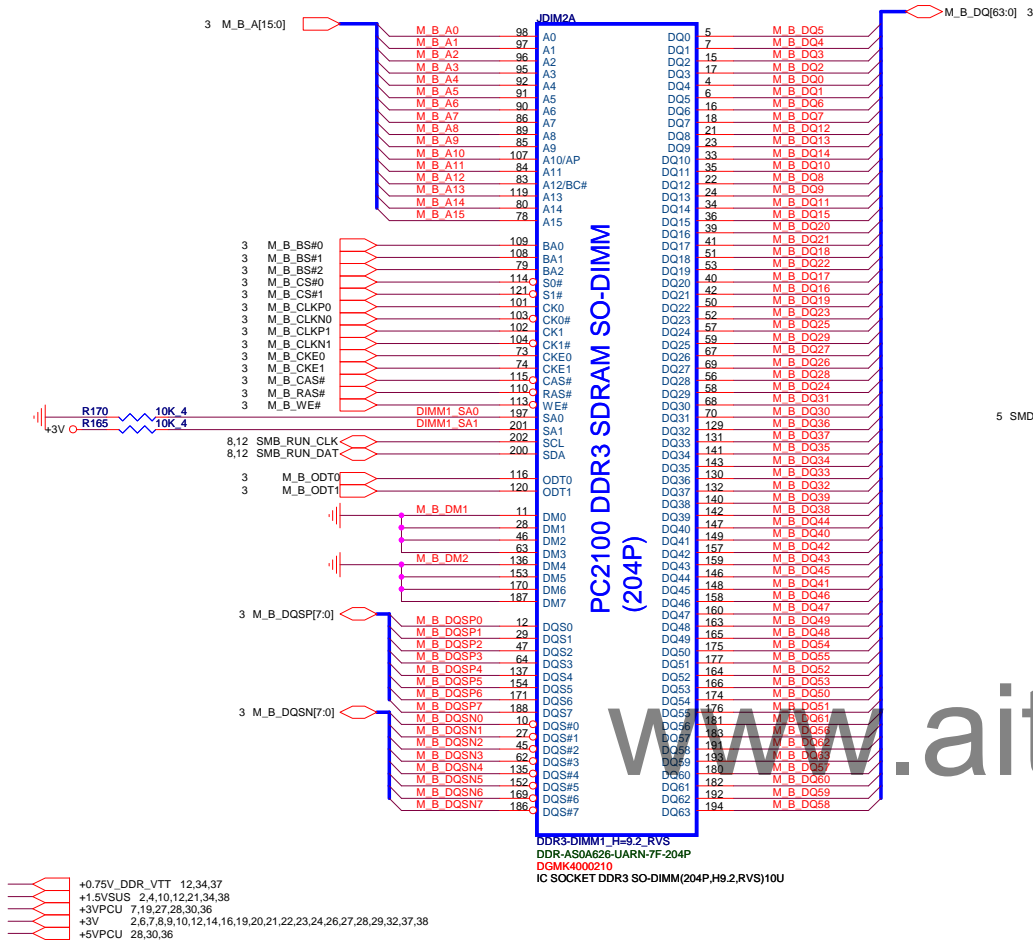 3 M_B_A[15:0]
JDIM2A
M_B_DQ[63:0] 3
M_B_A0 98 A0 DQ0 5 M_B_DQ5
M_B_A1 97 A1 DQ1 7 M_B_DQ4
M_B_A2 96 A2 DQ2 15 M_B_DQ3
M_B_A3 95 A3 DQ3 17 M_B_DQ2
M_B_A4 92 A4 DQ4 4 M_B_DQ0
M_B_A5 91 A5 DQ5 6 M_B_DQ1
M_B_A6 90 A6 DQ6 16 M_B_DQ6
M_B_A7 86 A7 DQ7 18 M_B_DQ7
M_B_A8 89 A8 DQ8 21 M_B_DQ12
M_B_A9 85 A9 DQ9 23 M_B_DQ13
M_B_A10 107 A10/AP DQ10 33 M_B_DQ14
M_B_A11 84 A11 DQ11 35 M_B_DQ10
M_B_A12 83 A12/BC# DQ12 22 M_B_DQ8
M_B_A13 119 A13 DQ13 24 M_B_DQ9
M_B_A14 80 A14 DQ14 34 M_B_DQ11
M_B_A15 78 A15 DQ15 36 M_B_DQ15
DQ16 39 M_B_DQ20
3 M_B_BS#0 109 BA0 DQ17 41 M_B_DQ21
3 M_B_BS#1 108 BA1 DQ18 51 M_B_DQ18
3 M_B_BS#2 79 BA2 DQ19 53 M_B_DQ22
3 M_B_CS#0 114 S0# DQ20 40 M_B_DQ17
3 M_B_CS#1 121 S1# DQ21 42 M_B_DQ16
3 M_B_CLKP0 101 CK0 DQ22 50 M_B_DQ19
3 M_B_CLKN0 103 CK0# DQ23 52 M_B_DQ23
3 M_B_CLKP1 102 CK1 DQ24 57 M_B_DQ25
3 M_B_CLKN1 104 CK1# DQ25 59 M_B_DQ29
3 M_B_CKE0 73 CKE0 DQ26 67 M_B_DQ27
3 M_B_CKE1 74 CKE1 DQ27 69 M_B_DQ26
3 M_B_CAS# 115 CAS# DQ28 56 M_B_DQ28
3 M_B_RAS# 110 RAS# DQ29 58 M_B_DQ24
3 M_B_WE# 113 WE# DQ30 68 M_B_DQ31
R170 10K_4 DIMM1_SA0 197 SA0 DQ31 70 M_B_DQ30
+3V R165 10K_4 DIMM1_SA1 201 SA1 DQ32 129 M_B_DQ36
5 SMD
8,12 SMB_RUN_CLK 202 SCL DQ33 131 M_B_DQ37
8,12 SMB_RUN_DAT 200 SDA DQ34 141 M_B_DQ35
DQ35 143 M_B_DQ34
3 M_B_ODT0 116 ODT0 DQ36 130 M_B_DQ33
3 M_B_ODT1 120 ODT1 DQ37 132 M_B_DQ32
DQ38 140 M_B_DQ39
M_B_DM1 11 DM0 DQ39 142 M_B_DQ38
28 DM1 DQ40 147 M_B_DQ44
46 DM2 DQ41 149 M_B_DQ40
63 DM3 DQ42 157 M_B_DQ42
M_B_DM2 136 DM4 DQ43 159 M_B_DQ43
153 DM5 DQ44 146 M_B_DQ45
170 DM6 DQ45 148 M_B_DQ41
187 DM7 DQ46 158 M_B_DQ46
3 M_B_DQSP[7:0] DQ47 160 M_B_DQ47
M_B_DQSP0 12 DQS0 DQ48 163 M_B_DQ49
M_B_DQSP1 29 DQS1 DQ49 165 M_B_DQ48
M_B_DQSP2 47 DQS2 DQ50 175 M_B_DQ54
M_B_DQSP3 64 DQS3 DQ51 177 M_B_DQ55
M_B_DQSP4 137 DQS4 DQ52 164 M_B_DQ52
M_B_DQSP5 154 DQS5 DQ53 166 M_B_DQ53
M_B_DQSP6 171 DQS6 DQ54 174 M_B_DQ50
M_B_DQSP7 188 DQS7 DQ55 176 M_B_DQ51
3 M_B_DQSN[7:0]
M_B_DQSN0 10 DQS#0 DQ56 181 M_B_DQ61
M_B_DQSN1 27 DQS#1 DQ57 183 M_B_DQ56
M_B_DQSN2 45 DQS#2 DQ58 191 M_B_DQ62
M_B_DQSN3 62 DQS#3 DQ59 193 M_B_DQ63
M_B_DQSN4 135 DQS#4 DQ60 180 M_B_DQ57
M_B_DQSN5 152 DQS#5 DQ61 182 M_B_DQ60
M_B_DQSN6 169 DQS#6 DQ62 192 M_B_DQ59
M_B_DQSN7 186 DQS#7 DQ63 194 M_B_DQ58
PC2100 DDR3 SDRAM SO-DIMM
(204P)
www.ait
DDR3-DIMM1_H=9.2_RVS
DDR-AS0A626-UARN-7F-204P
DGMK4000210
IC SOCKET DDR3 SO-DIMM(204P,H9.2,RVS)10U
+0.75V_DDR_VTT 12,34,37
+1.5VSUS 2,4,10,12,21,34,38
+3VPCU 7,19,27,28,30,36
+3V 2,6,7,8,9,10,12,14,16,19,20,21,22,23,24,26,27,28,29,32,37,38
+5VPCU 28,30,36